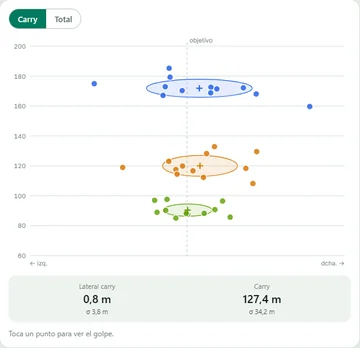 Carry Total
objetivo
200
180
160
140
120
100
80
60
← izq. dcha. →
Lateral carry Carry
0,8 m 127,4 m
σ 3,6 m σ 34,2 m
Toca un punto para ver el golpe.